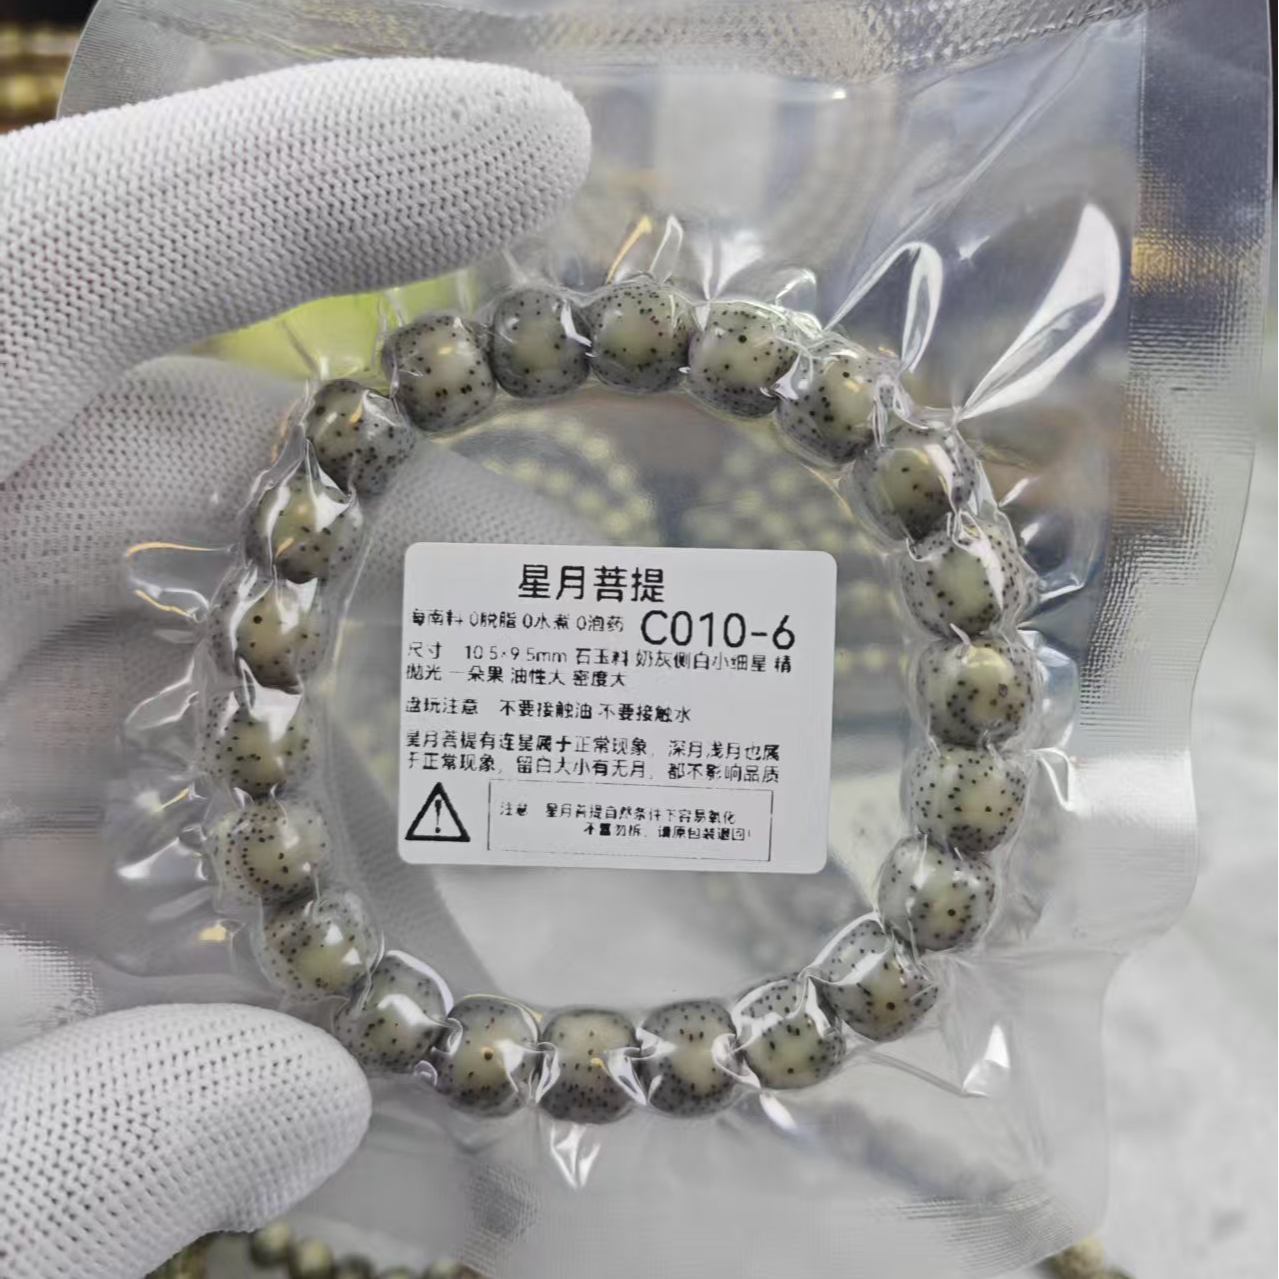 星月菩提
海南料 0脱脂 0水煮 0泡药 C010-6
尺寸 10.5*9.5mm 石玉料 奶灰侧白小细星 精
抛光 一朵果 油性大 密度大
盘玩注意 不要接触油 不要接触水
星月菩提有连星属于正常现象，深月浅月也属
于正常现象，留白大小有无月，都不影响品质
注意 星月菩提自然条件下容易氧化
不喜勿拆，请原包装退回!